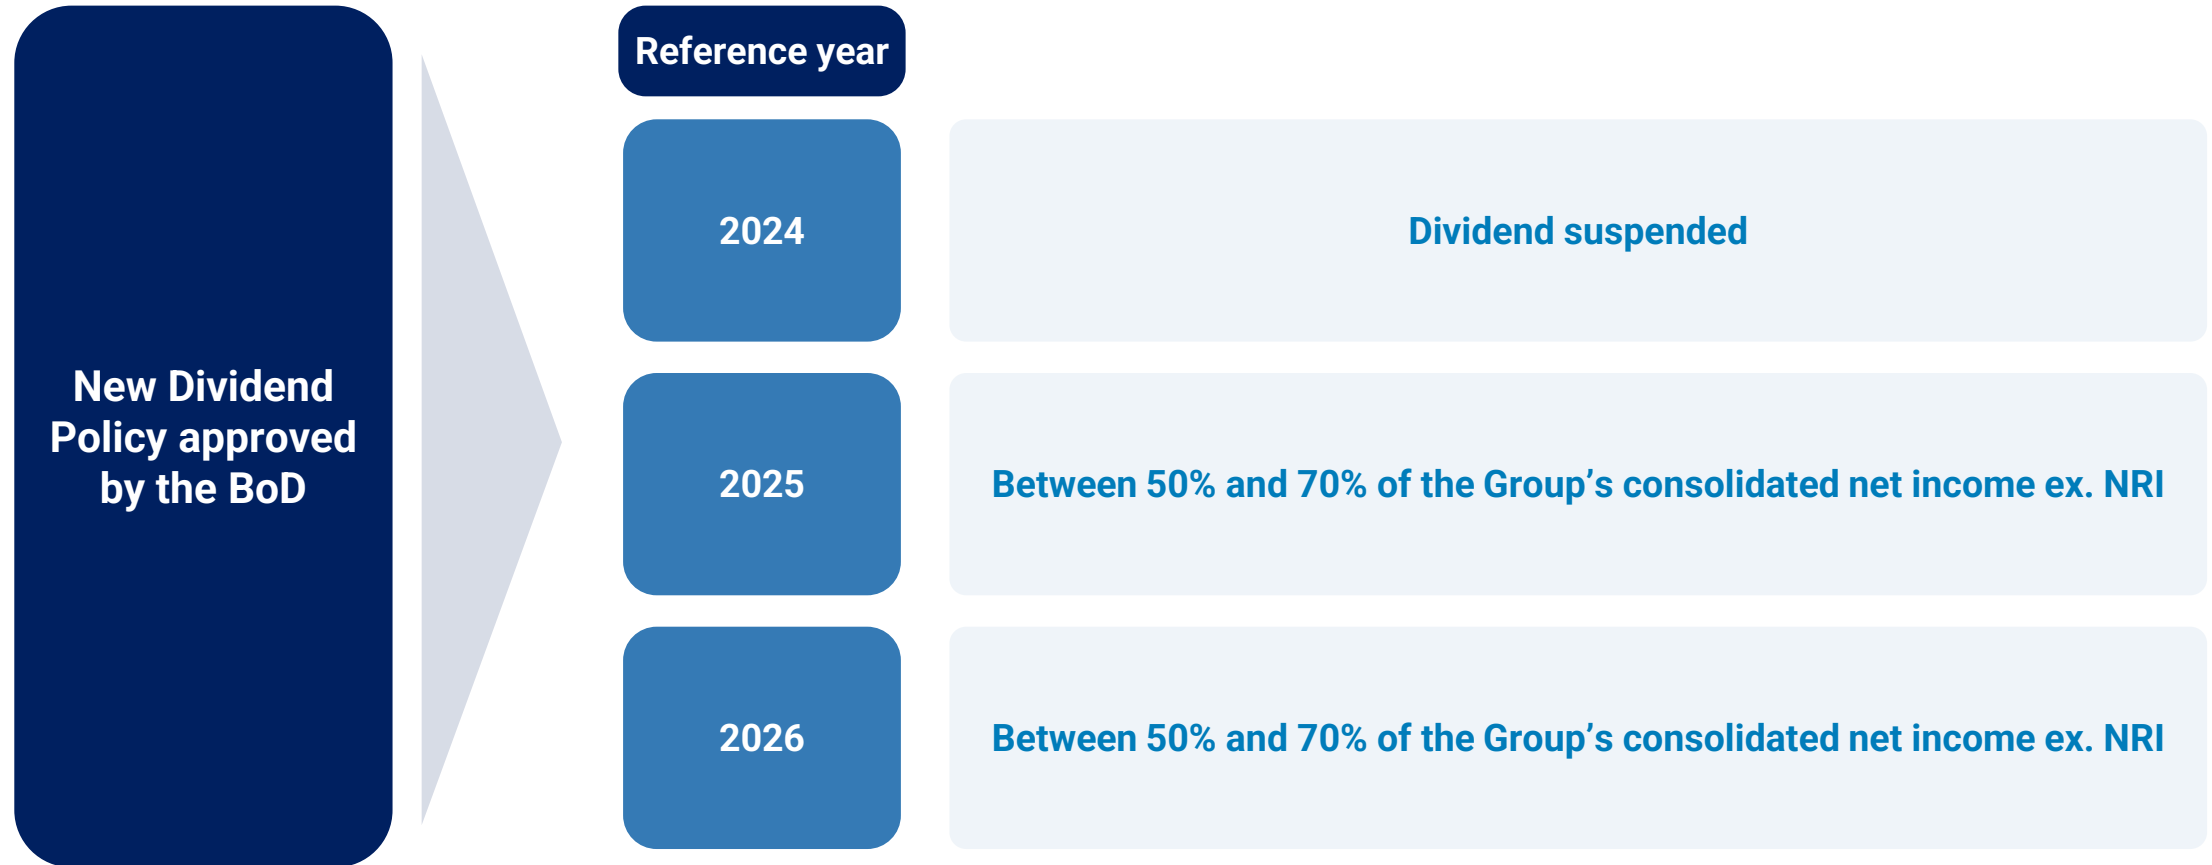 New Dividend
Policy approved
by the BoD
Reference year
2024
Dividend suspended
2025
Between 50% and 70% of the Group’s consolidated net income ex. NRI
2026
Between 50% and 70% of the Group’s consolidated net income ex. NRI